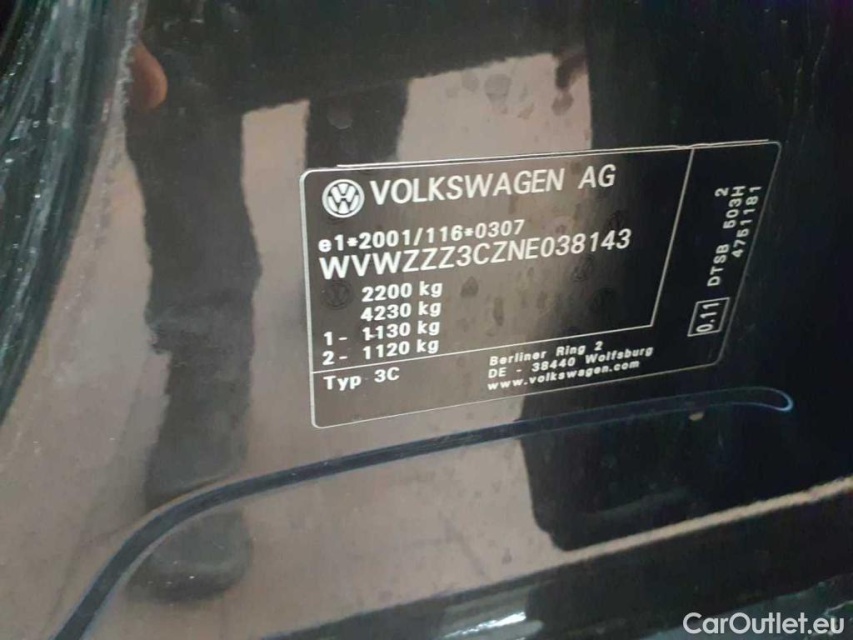 VOLKSWAGEN AG
e1*2001/116*0307
WVWZZZ3CZNE038143
2200 kg
4230 kg
1- 1130 kg
2- 1120 kg
Typ 3C
Berliner Ring 2
DE - 38440 Wolfsburg
www.volkswagen.com
0.11
DTSB 503H 2
4751181
CarOutlet.eu